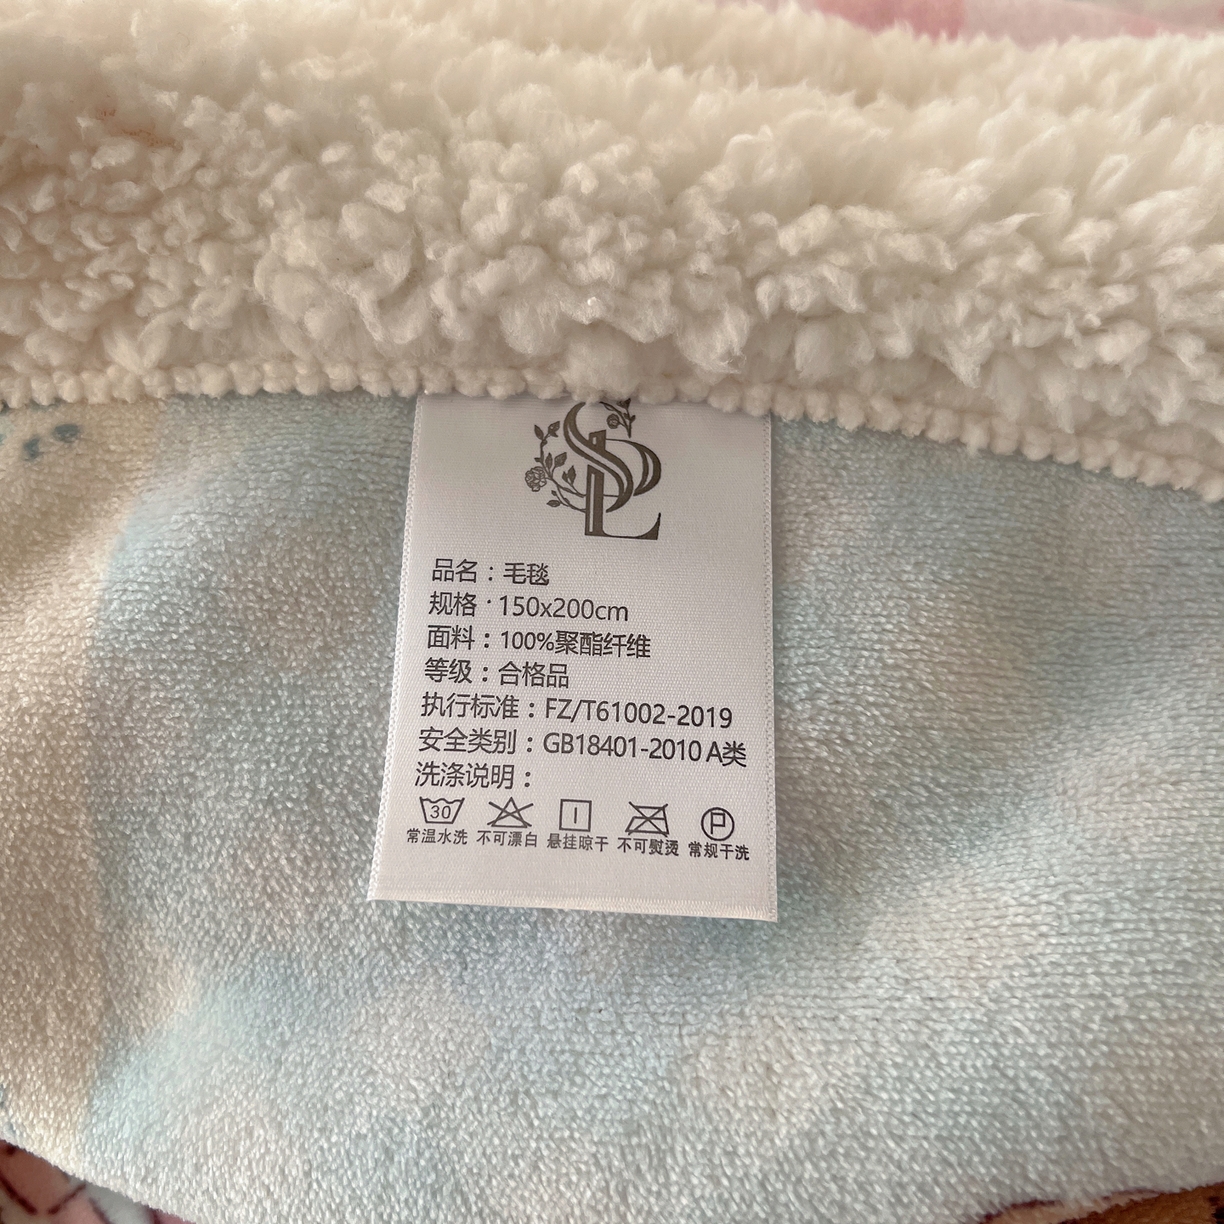 SPL
品名：毛毯
规格：150x200cm
面料：100%聚酯纤维
等级：合格品
执行标准：FZ/T61002-2019
安全类别：GB18401-2010 A类
洗涤说明：
30 P
常温水洗 不可漂白 悬挂晾干 不可熨烫 常规干洗